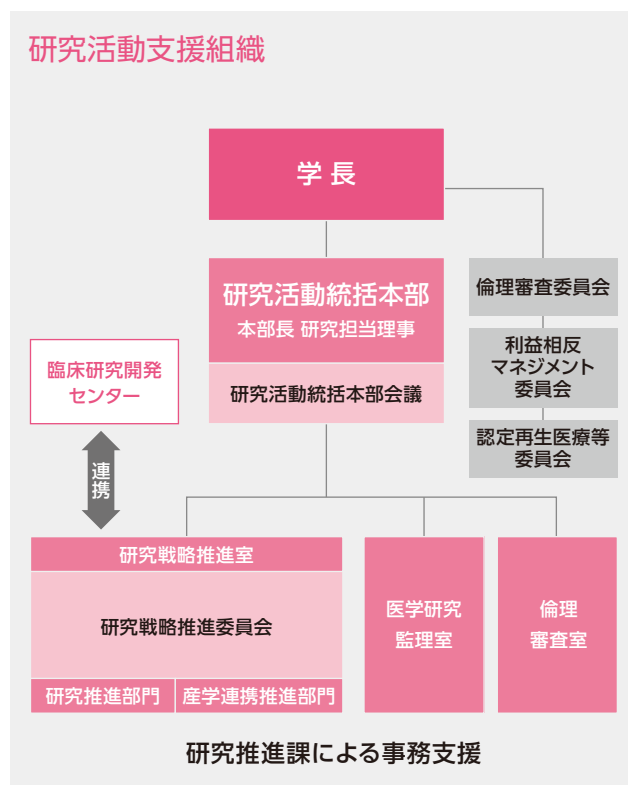 研究活動支援組織
学長
研究活動統括本部
本部長 研究担当理事
研究活動統括本部会議
倫理審査委員会
利益相反
マネジメント
委員会
認定再生医療等
委員会
臨床研究開発
センター
連携
研究戦略推進室
研究戦略推進委員会
研究推進部門
産学連携推進部門
医学研究
監理室
倫理
審査室
研究推進課による事務支援